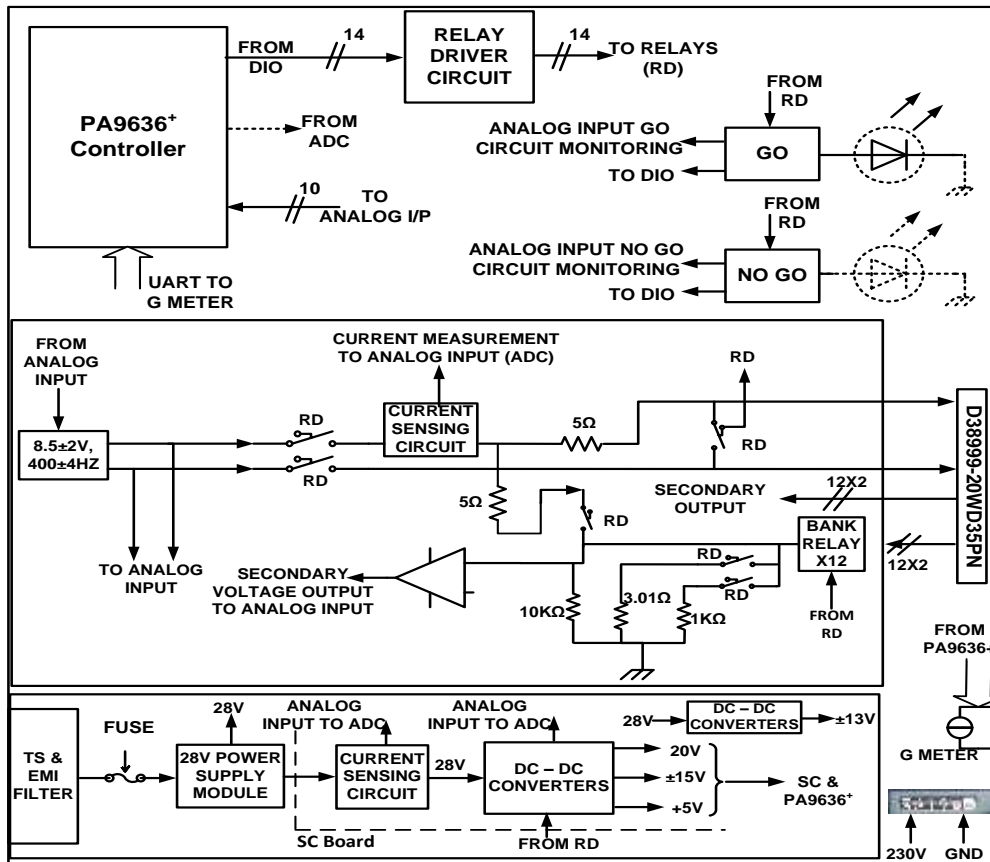 PA9636+
Controller
FROM
DIO
14
RELAY
DRIVER
CIRCUIT
14
TO RELAYS
(RD)
FROM
ADC
10
TO
ANALOG I/P
UART TO
G METER
FROM
RD
ANALOG INPUT GO
CIRCUIT MONITORING
TO DIO
GO
FROM
RD
ANALOG INPUT NO GO
CIRCUIT MONITORING
TO DIO
NO GO
FROM
ANALOG
INPUT
8.5±2V,
400±4HZ
TO ANALOG
INPUT
RD
RD
CURRENT MEASUREMENT
TO ANALOG INPUT (ADC)
CURRENT
SENSING
CIRCUIT
5Ω
5Ω
RD
RD
RD
SECONDARY
OUTPUT
12X2
BANK
RELAY
X12
12X2
FROM
RD
D38999-20WD35PN
SECONDARY
VOLTAGE OUTPUT
TO ANALOG INPUT
10KΩ
3.01Ω
1KΩ
RD
RD
FROM
PA9636+
G METER
TS &
EMI
FILTER
FUSE
28V
28V POWER
SUPPLY
MODULE
ANALOG
INPUT TO ADC
CURRENT
SENSING
CIRCUIT
28V
ANALOG
INPUT TO ADC
DC – DC
CONVERTERS
FROM RD
SC Board
28V
DC – DC
CONVERTERS
±13V
20V
±15V
+5V
SC &
PA9636+
230V
GND